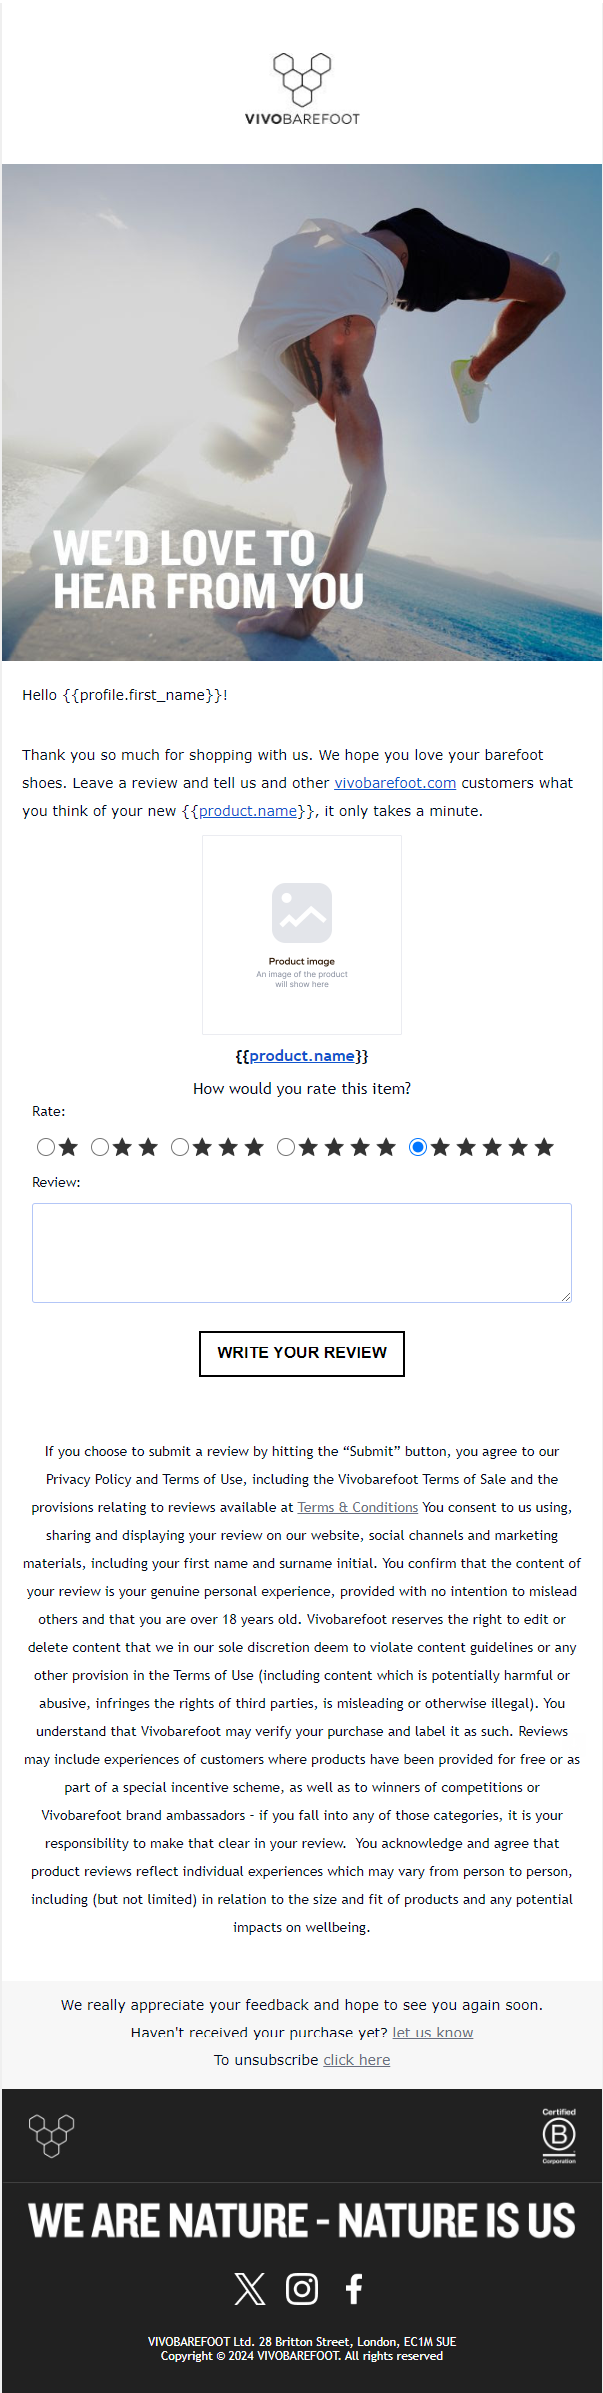 VIVOBAREFOOT
WE'D LOVE TO
HEAR FROM YOU
Hello {{profile.first_name}}!
Thank you so much for shopping with us. We hope you love your barefoot
shoes. Leave a review and tell us and other vivobarefoot.com customers what
you think of your new {{product.name}}, it only takes a minute.
Product image
An image of the product
will show here
{{product.name}}
How would you rate this item?
Rate:
Review:
WRITE YOUR REVIEW
If you choose to submit a review by hitting the “Submit” button, you agree to our
Privacy Policy and Terms of Use, including the Vivobarefoot Terms of Sale and the
provisions relating to reviews available at Terms & Conditions You consent to us using,
sharing and displaying your review on our website, social channels and marketing
materials, including your first name and surname initial. You confirm that the content of
your review is your genuine personal experience, provided with no intention to mislead
others and that you are over 18 years old. Vivobarefoot reserves the right to edit or
delete content that we in our sole discretion deem to violate content guidelines or any
other provision in the Terms of Use (including content which is potentially harmful or
abusive, infringes the rights of third parties, is misleading or otherwise illegal). You
understand that Vivobarefoot may verify your purchase and label it as such. Reviews
may include experiences of customers where products have been provided for free or as
part of a special incentive scheme, as well as to winners of competitions or
Vivobarefoot brand ambassadors - if you fall into any of those categories, it is your
responsibility to make that clear in your review. You acknowledge and agree that
product reviews reflect individual experiences which may vary from person to person,
including (but not limited) in relation to the size and fit of products and any potential
impacts on wellbeing.
We really appreciate your feedback and hope to see you again soon.
Haven't received your purchase yet? let us know
To unsubscribe click here
Certified
B
Corporation
WE ARE NATURE - NATURE IS US
VIVOBAREFOOT Ltd. 28 Britton Street, London, EC1M 5UE
Copyright © 2024 VIVOBAREFOOT. All rights reserved